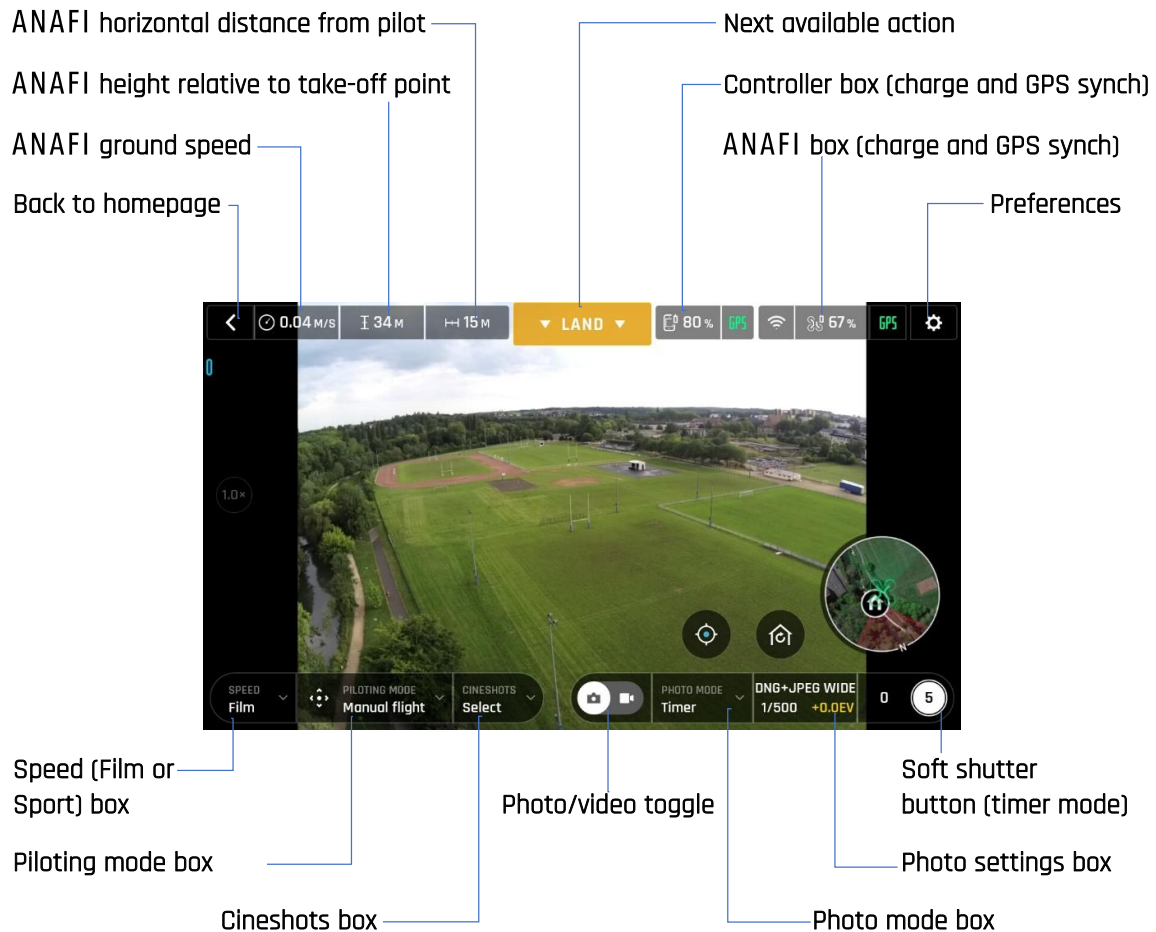 ANAFI horizontal distance from pilot
Next available action
ANAFI height relative to take-off point
Controller box (charge and GPS synch)
ANAFI ground speed
ANAFI box (charge and GPS synch)
Back to homepage
Preferences
0.04 M/S
34 M
15 M
LAND
80 %
GPS
67 %
GPS
0
1.0×
N
SPEED
Film
PILOTING MODE
Manual flight
CINESHOTS
Select
PHOTO MODE
Timer
DNG+JPEG WIDE
1/500 +0.0EV
0
5
Speed (Film or
Sport) box
Photo/video toggle
Soft shutter
button (timer mode)
Piloting mode box
Photo settings box
Cineshots box
Photo mode box